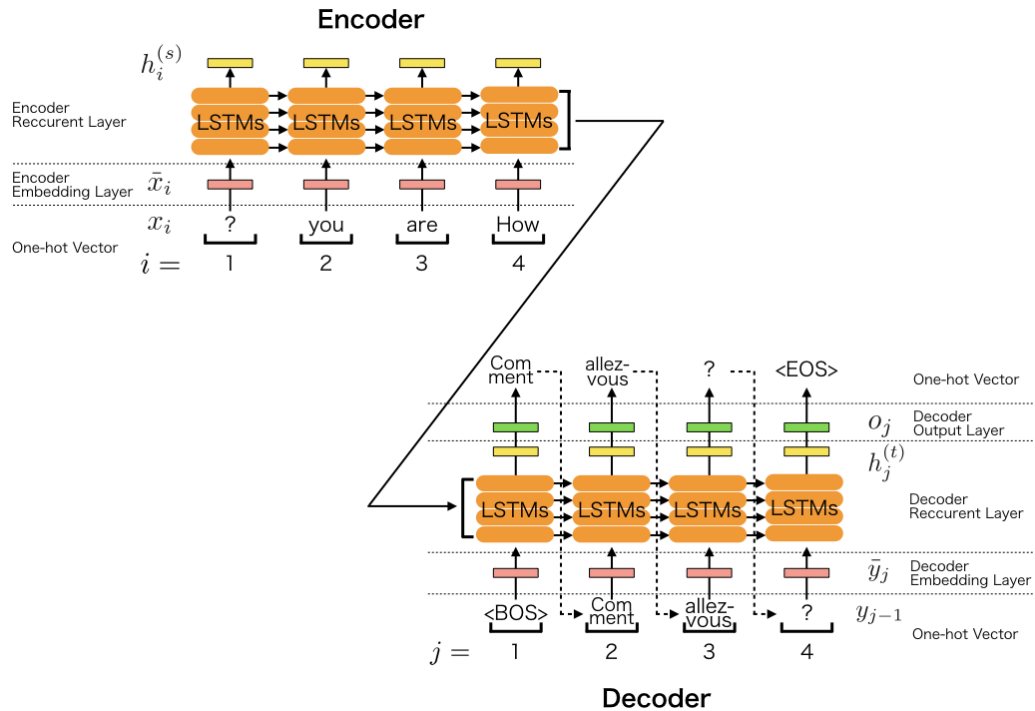 Encoder
h_i^{(s)}
Encoder
Reccurent Layer
LSTMs LSTMs LSTMs LSTMs
Encoder
Embedding Layer
x̄_i
x_i ? you are How
One-hot Vector
i = 1 2 3 4
Com
ment
allez-
vous
? <EOS>
One-hot Vector
o_j
Decoder
Output Layer
h_j^{(t)}
LSTMs LSTMs LSTMs LSTMs
Decoder
Reccurent Layer
ȳ_j
Decoder
Embedding Layer
<BOS>
Com
ment
allez-
vous
?
y_{j-1}
One-hot Vector
j = 1 2 3 4
Decoder